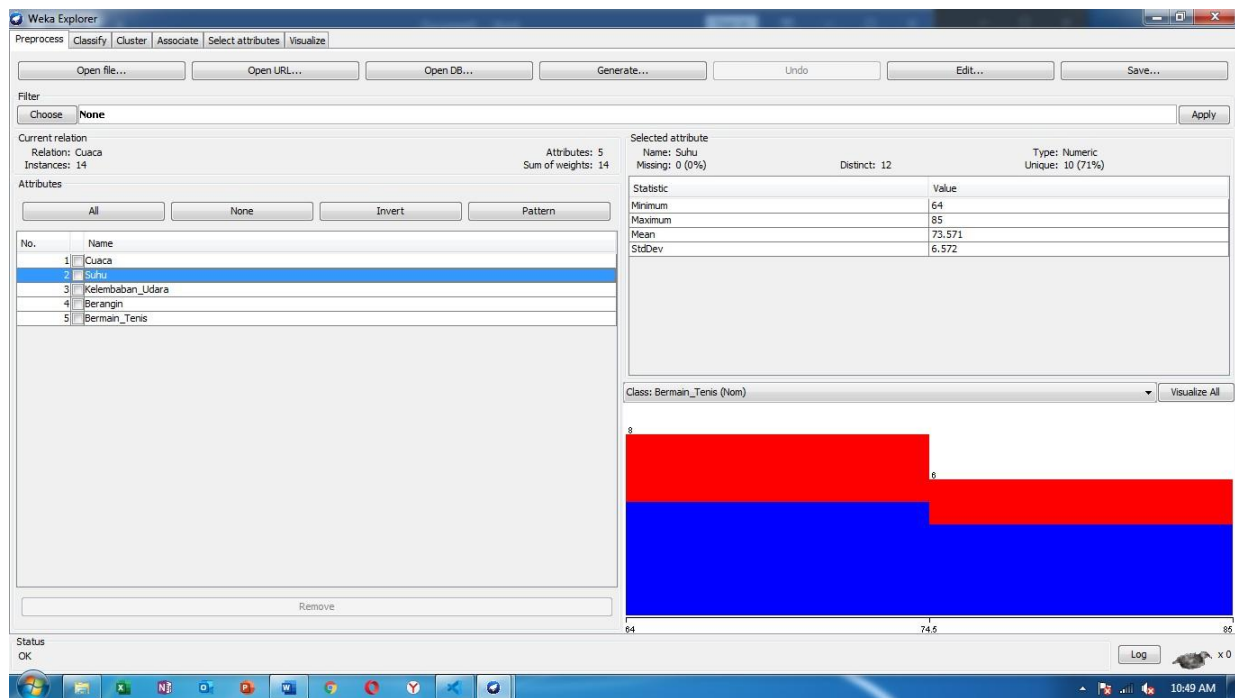 Weka Explorer
Preprocess Classify Cluster Associate Select attributes Visualize
Open file... Open URL... Open DB... Generate... Undo Edit... Save...
Filter
Choose None Apply
Current relation
Relation: Cuaca Attributes: 5
Instances: 14 Sum of weights: 14
Attributes
All None Invert Pattern
No. Name
1 Cuaca
2 Suhu
3 Kelembaban_Udara
4 Berangin
5 Bermain_Tenis
Remove
Selected attribute
Name: Suhu Type: Numeric
Missing: 0 (0%) Distinct: 12 Unique: 10 (71%)
Statistic Value
Minimum 64
Maximum 85
Mean 73.571
StdDev 6.572
Class: Bermain_Tenis (Nom) Visualize All
8
6
64 74.5 85
Status
OK Log x 0
10:49 AM